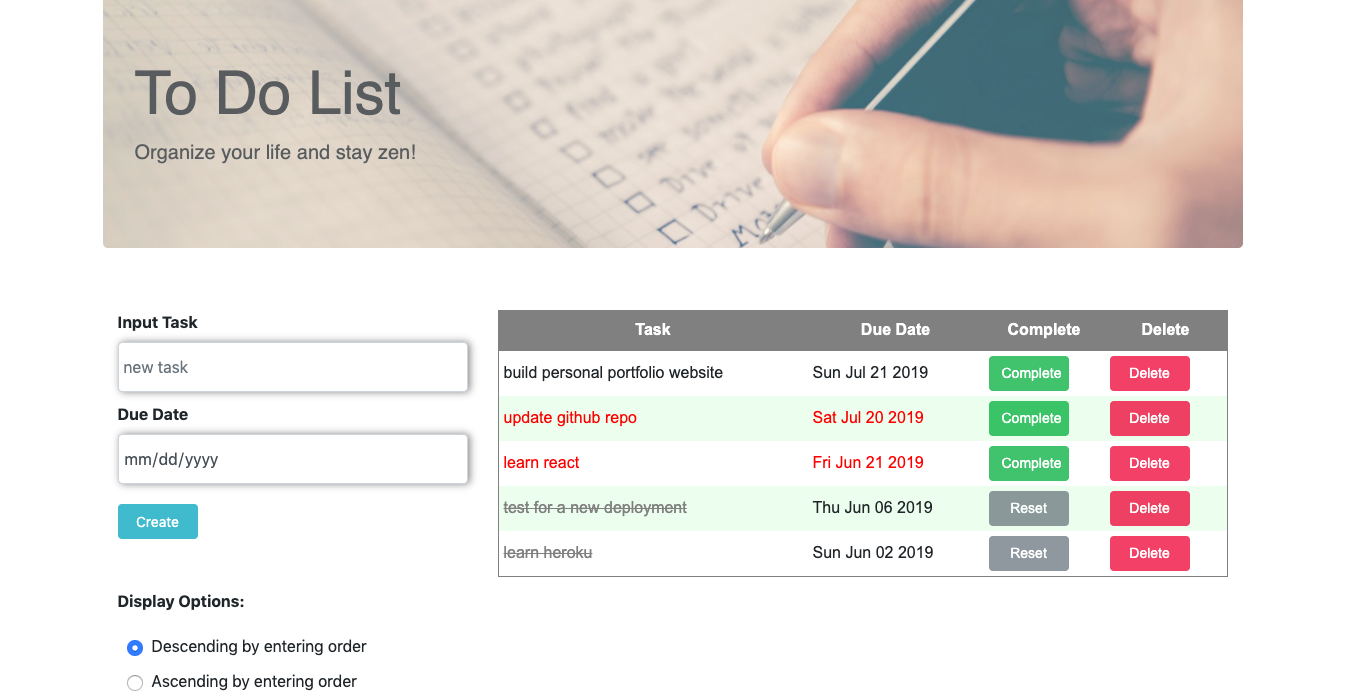 To Do List
Organize your life and stay zen!
Drive
Drive
Input Task
new task
Due Date
mm/dd/yyyy
Create
Display Options:
Descending by entering order
Ascending by entering order
Task Due Date Complete Delete
build personal portfolio website Sun Jul 21 2019 Complete Delete
update github repo Sat Jul 20 2019 Complete Delete
learn react Fri Jun 21 2019 Complete Delete
test for a new deployment Thu Jun 06 2019 Reset Delete
learn heroku Sun Jun 02 2019 Reset Delete